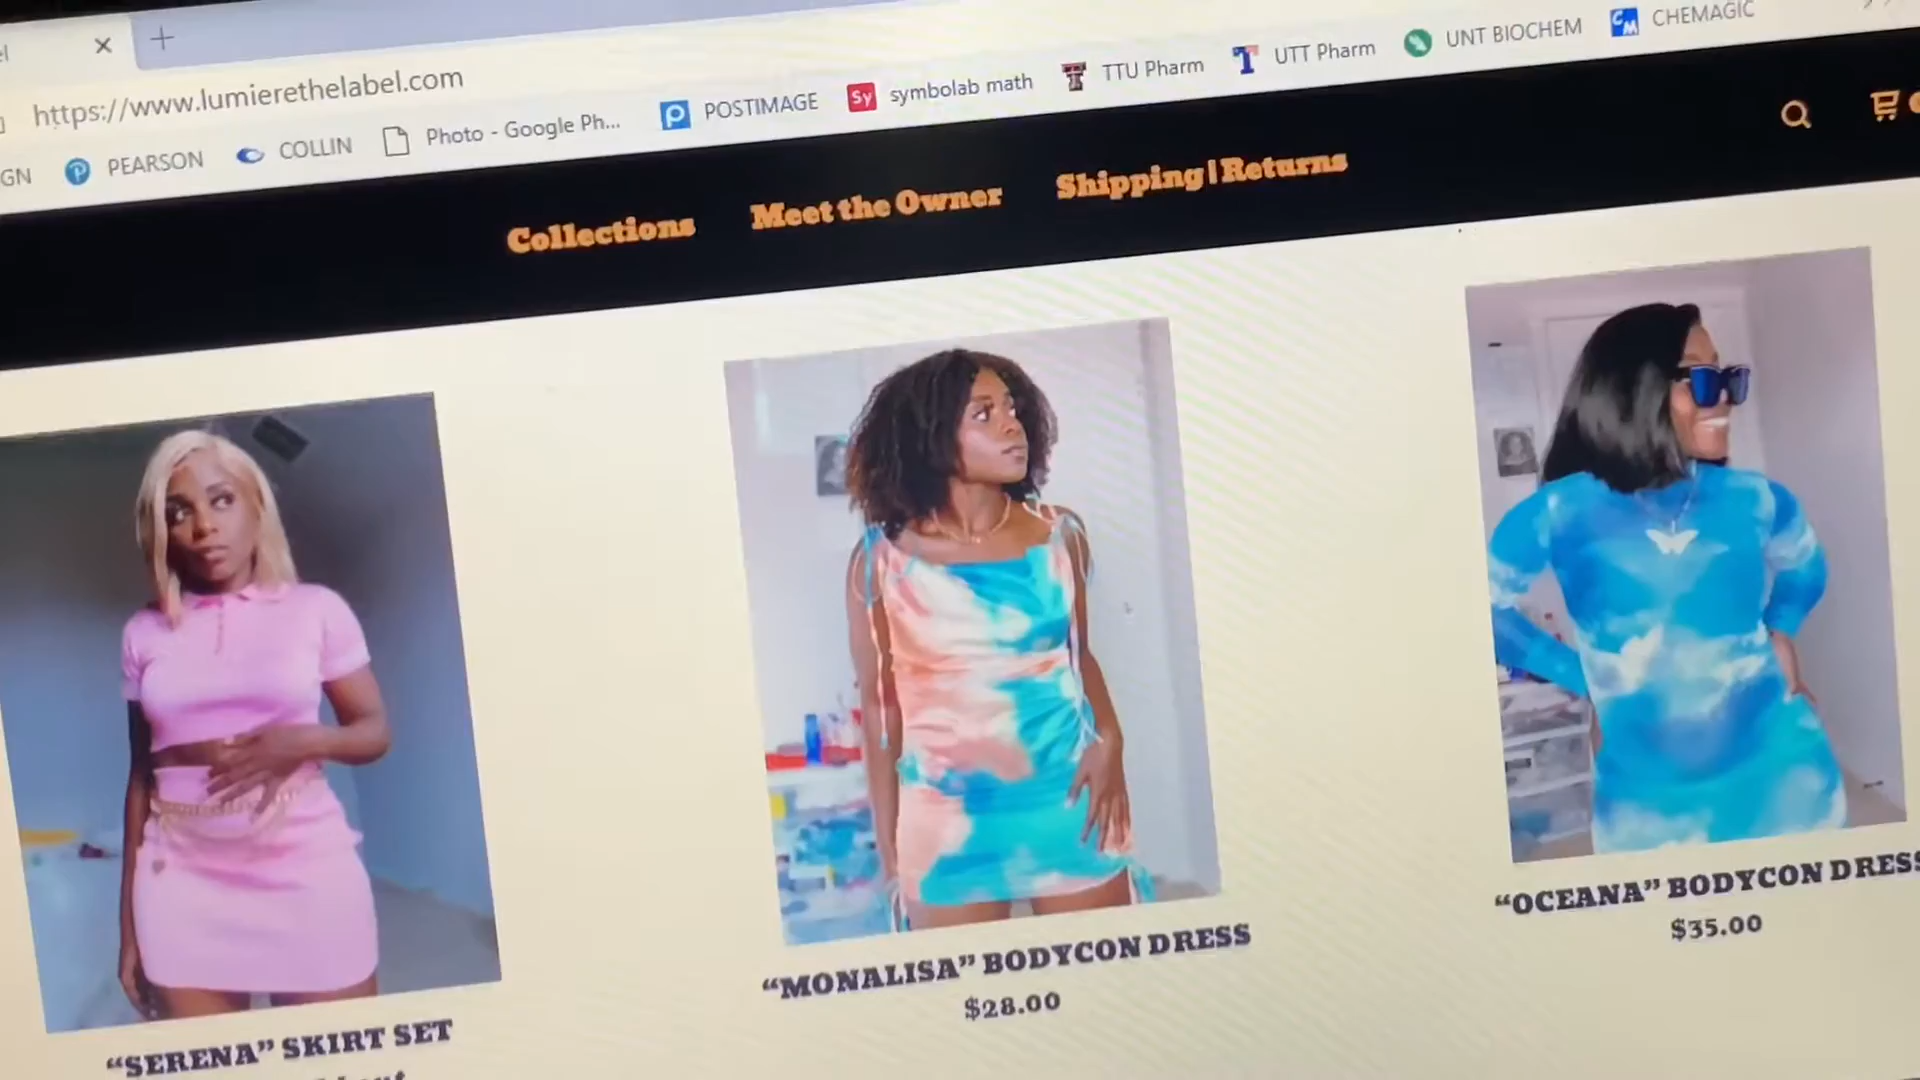 https://www.lumierethelabel.com
GN
PEARSON
COLLIN
Photo - Google Ph...
POSTIMAGE
Sy
symbolab math
TTU Pharm
UTT Pharm
UNT BIOCHEM
CM
CHEMAGIC
Collections
Meet the Owner
Shipping | Returns
“SERENA” SKIRT SET
“MONALISA” BODYCON DRESS
$28.00
“OCEANA” BODYCON DRESS
$35.00